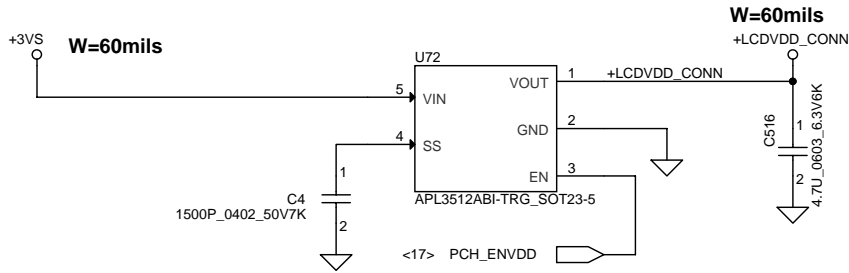 W=60mils
+3VS
W=60mils
+LCDVDD_CONN
U72
5
VIN
VOUT
1
+LCDVDD_CONN
4
SS
GND
2
EN
3
APL3512ABI-TRG_SOT23-5
1
C4
1500P_0402_50V7K
2
C516
1
4.7U_0603_6.3V6K
2
<17> PCH_ENVDD